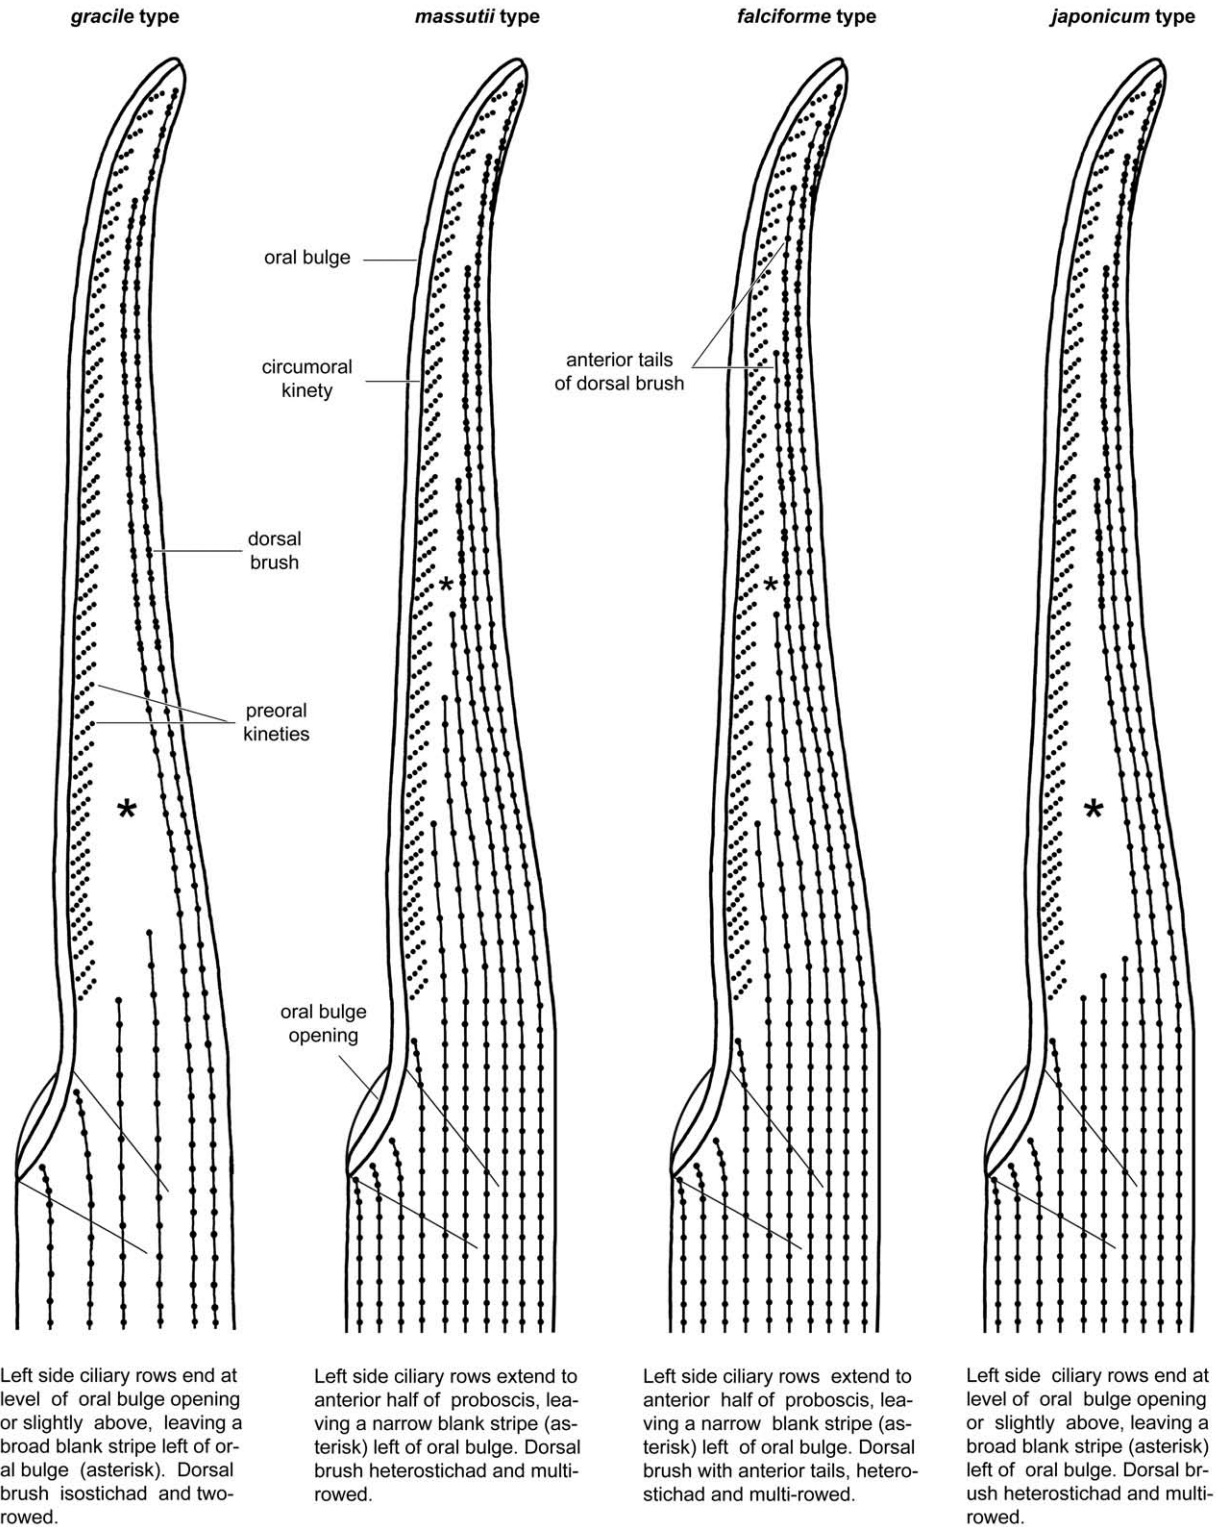 gracile type
massutii type
falciforme type
japonicum type
oral bulge
circumoral
kinety
anterior tails
of dorsal brush
dorsal
brush
*
*
preoral
kineties
*
*
oral bulge
opening
Left side ciliary rows end at
level of oral bulge opening
or slightly above, leaving a
broad blank stripe left of or-
al bulge (asterisk). Dorsal
brush isostichad and two-
rowed.
Left side ciliary rows extend to
anterior half of proboscis, lea-
ving a narrow blank stripe (as-
terisk) left of oral bulge. Dorsal
brush heterostichad and multi-
rowed.
Left side ciliary rows extend to
anterior half of proboscis, lea-
ving a narrow blank stripe (as-
terisk) left of oral bulge. Dorsal
brush with anterior tails, hetero-
stichad and multi-rowed.
Left side ciliary rows end at
level of oral bulge opening
or slightly above, leaving a
broad blank stripe (asterisk)
left of oral bulge. Dorsal br-
ush heterostichad and multi-
rowed.